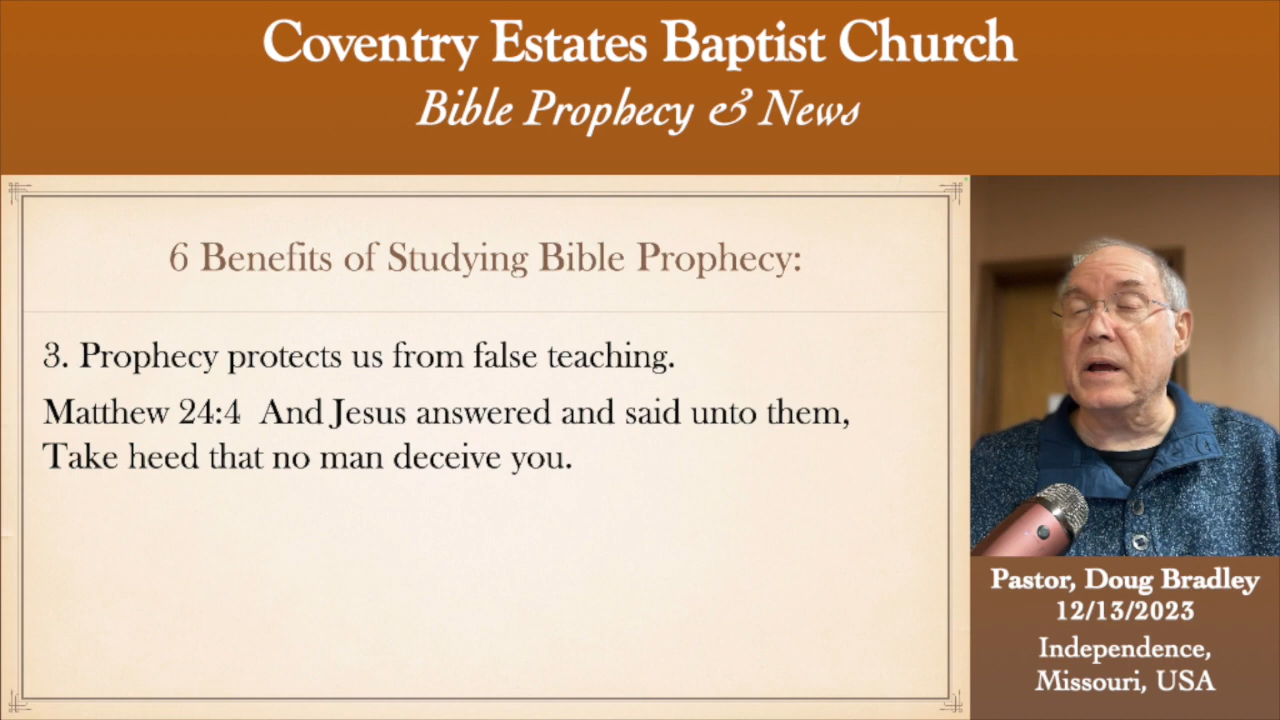 Coventry Estates Baptist Church
Bible Prophecy & News
6 Benefits of Studying Bible Prophecy:
3. Prophecy protects us from false teaching.
Matthew 24:4  And Jesus answered and said unto them,
Take heed that no man deceive you.
Pastor, Doug Bradley
12/13/2023
Independence,
Missouri, USA